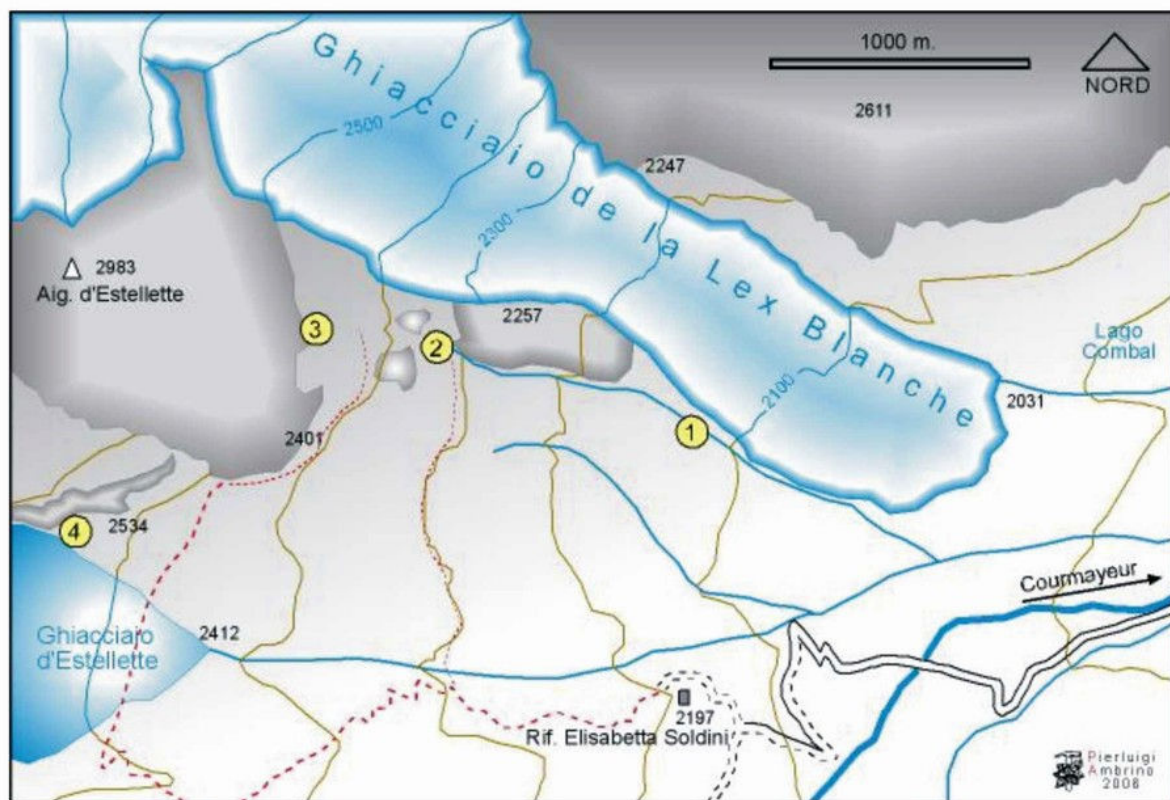 1000 m.
NORD
Ghiacciaio de la Lex Blanche
2611
2500
2247
2300
2983
Aig. d'Estellette
3
2257
2
Lago
Combal
2100
2031
1
2401
2534
4
Courmayeur
Ghiacciaio
d'Estellette
2412
2197
Rif. Elisabetta Soldini
Pierluigi
Ambrino
2008